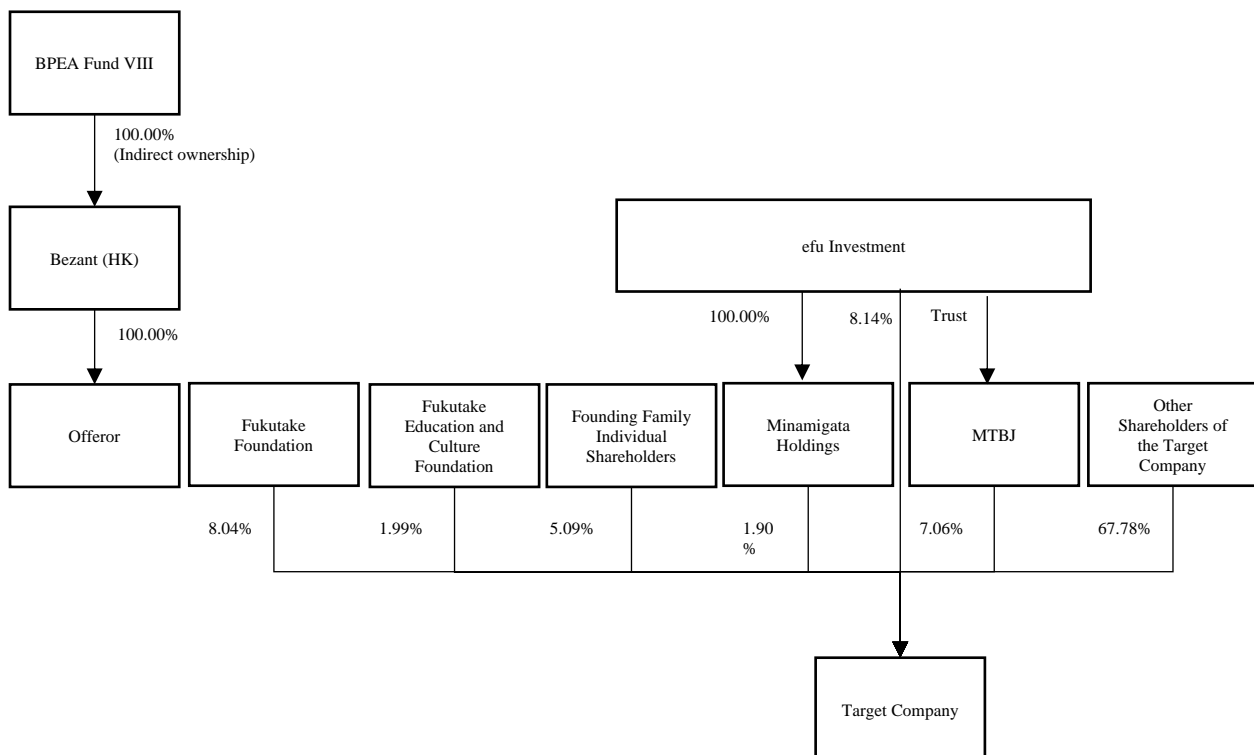 BPEA Fund VIII
100.00%
(Indirect ownership)
Bezant (HK)
efu Investment
100.00%
100.00%
8.14%
Trust
Offeror
Fukutake
Foundation
Fukutake
Education and
Culture
Foundation
Founding Family
Individual
Shareholders
Minamigata
Holdings
MTBJ
Other
Shareholders of
the Target
Company
8.04%
1.99%
5.09%
1.90
%
7.06%
67.78%
Target Company